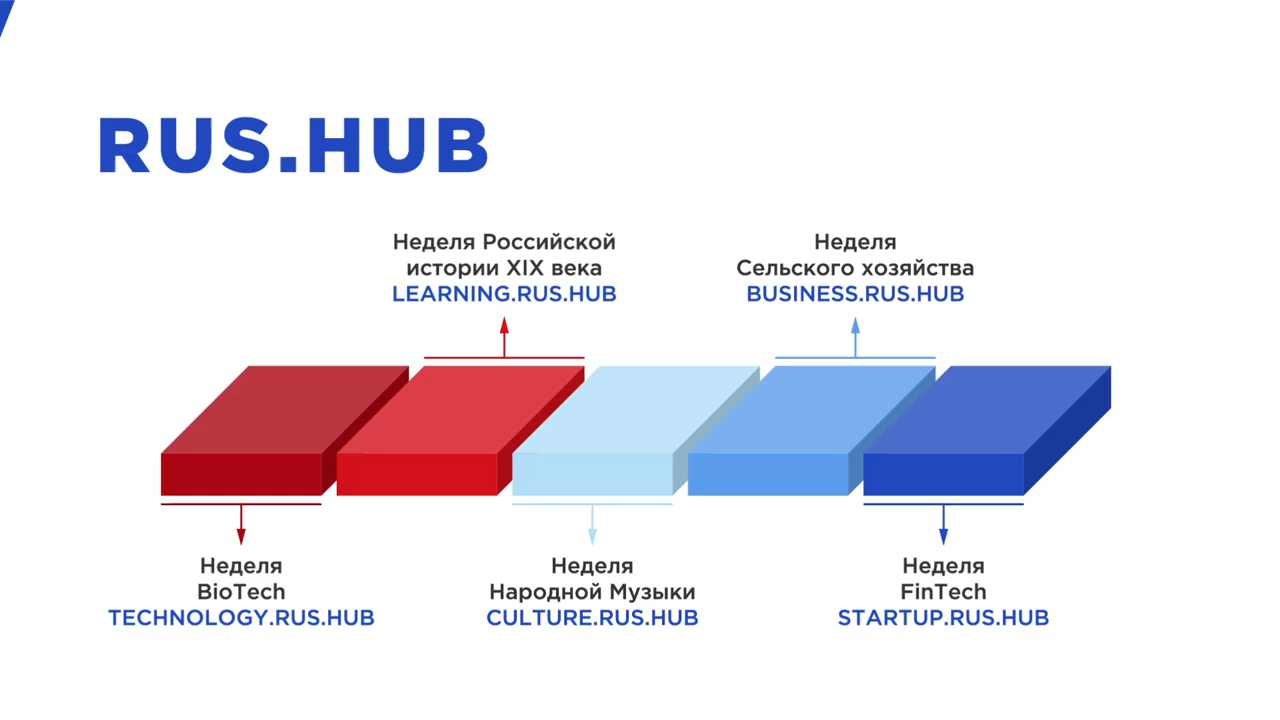 RUS.HUB
Неделя Российской
истории XIX века
LEARNING.RUS.HUB
Неделя
Сельского хозяйства
BUSINESS.RUS.HUB
Неделя
BioTech
TECHNOLOGY.RUS.HUB
Неделя
Народной Музыки
CULTURE.RUS.HUB
Неделя
FinTech
STARTUP.RUS.HUB